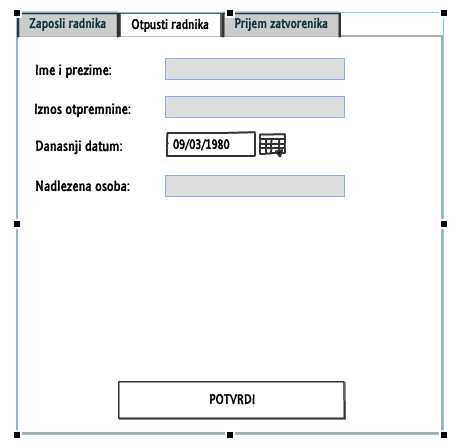 Zaposli radnika Otpusti radnika Prijem zatvorenika
Ime i prezime:
Iznos otpremnine:
Danasnji datum: 09/03/1980
Nadlezena osoba:
POTVRDI